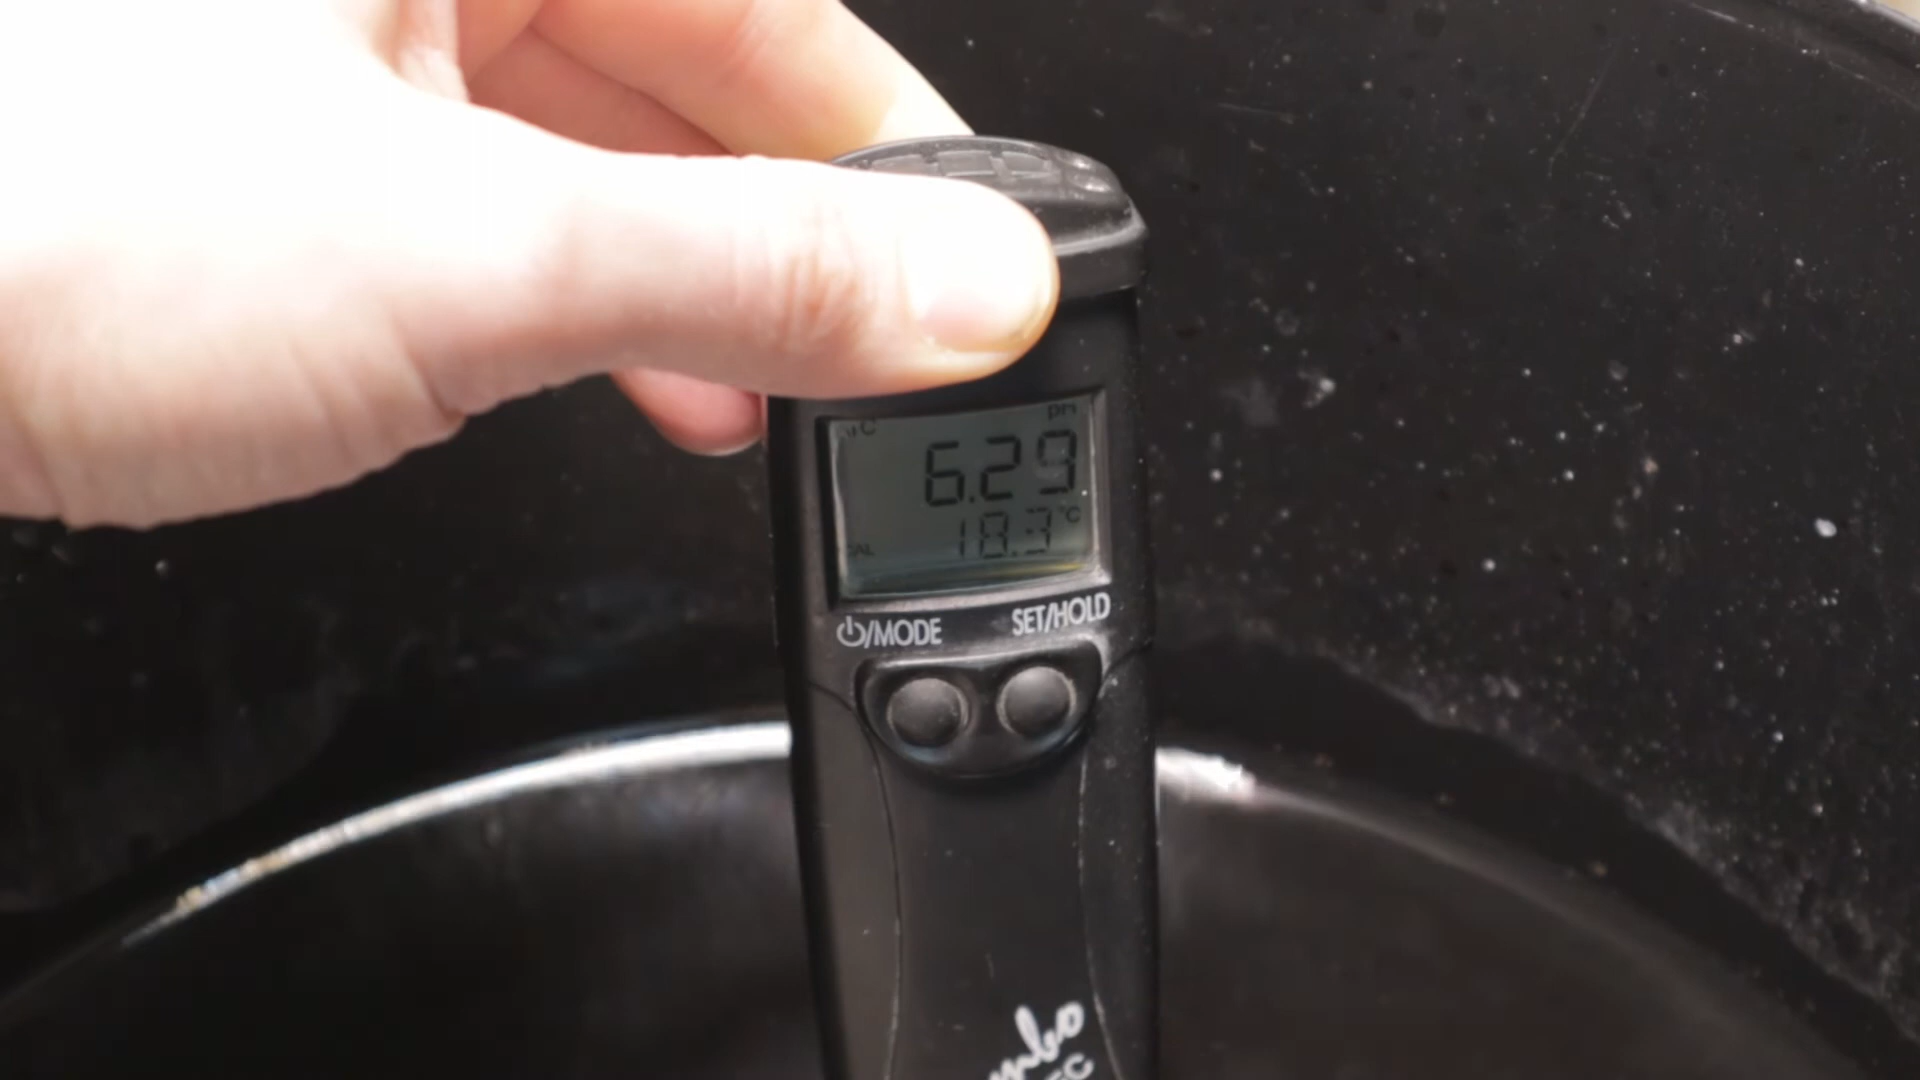 pH
6.29
18.3 °C
CAL
⏻/MODE SET/HOLD